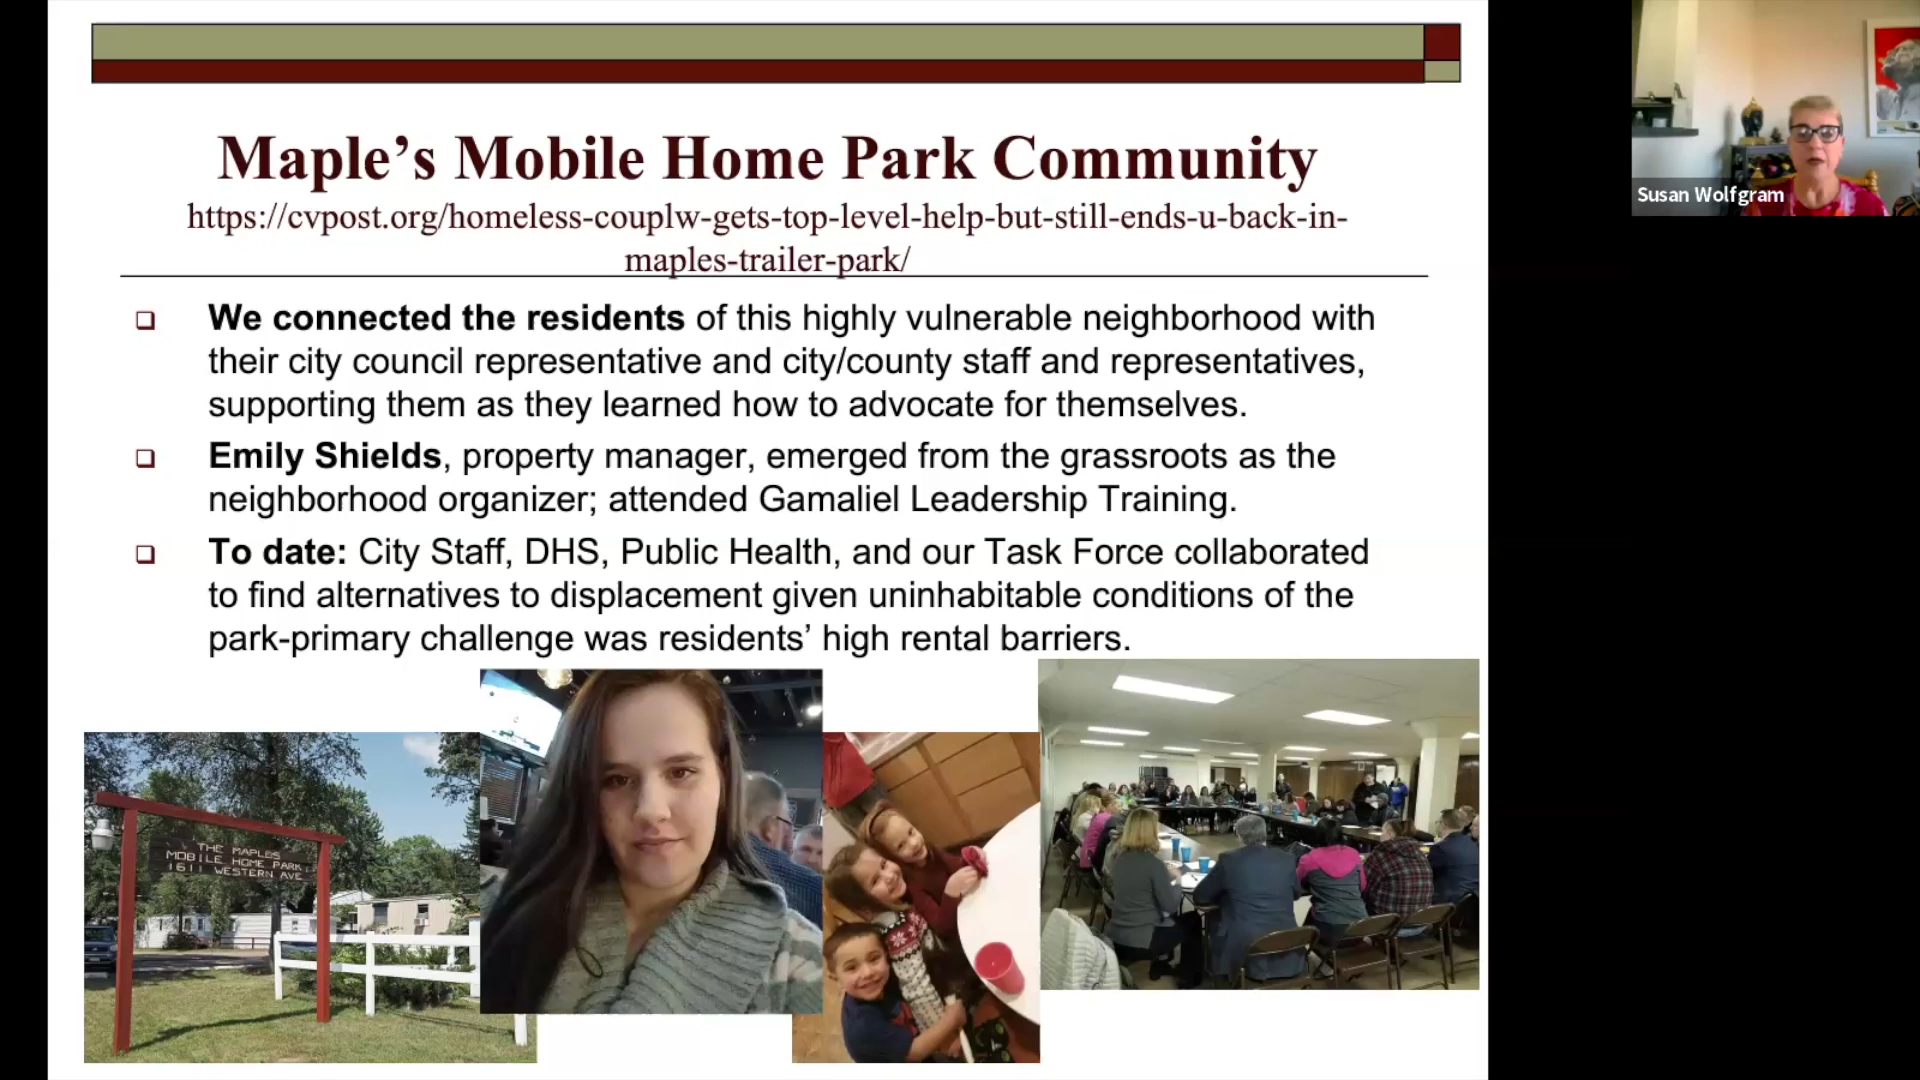 Maple’s Mobile Home Park Community
https://cvpost.org/homeless-couplw-gets-top-level-help-but-still-ends-u-back-in-
maples-trailer-park/
We connected the residents of this highly vulnerable neighborhood with
their city council representative and city/county staff and representatives,
supporting them as they learned how to advocate for themselves.
Emily Shields, property manager, emerged from the grassroots as the
neighborhood organizer; attended Gamaliel Leadership Training.
To date: City Staff, DHS, Public Health, and our Task Force collaborated
to find alternatives to displacement given uninhabitable conditions of the
park-primary challenge was residents’ high rental barriers.
THE MAPLES
MOBILE HOME PARK
1611 WESTERN AVE
Susan Wolfgram